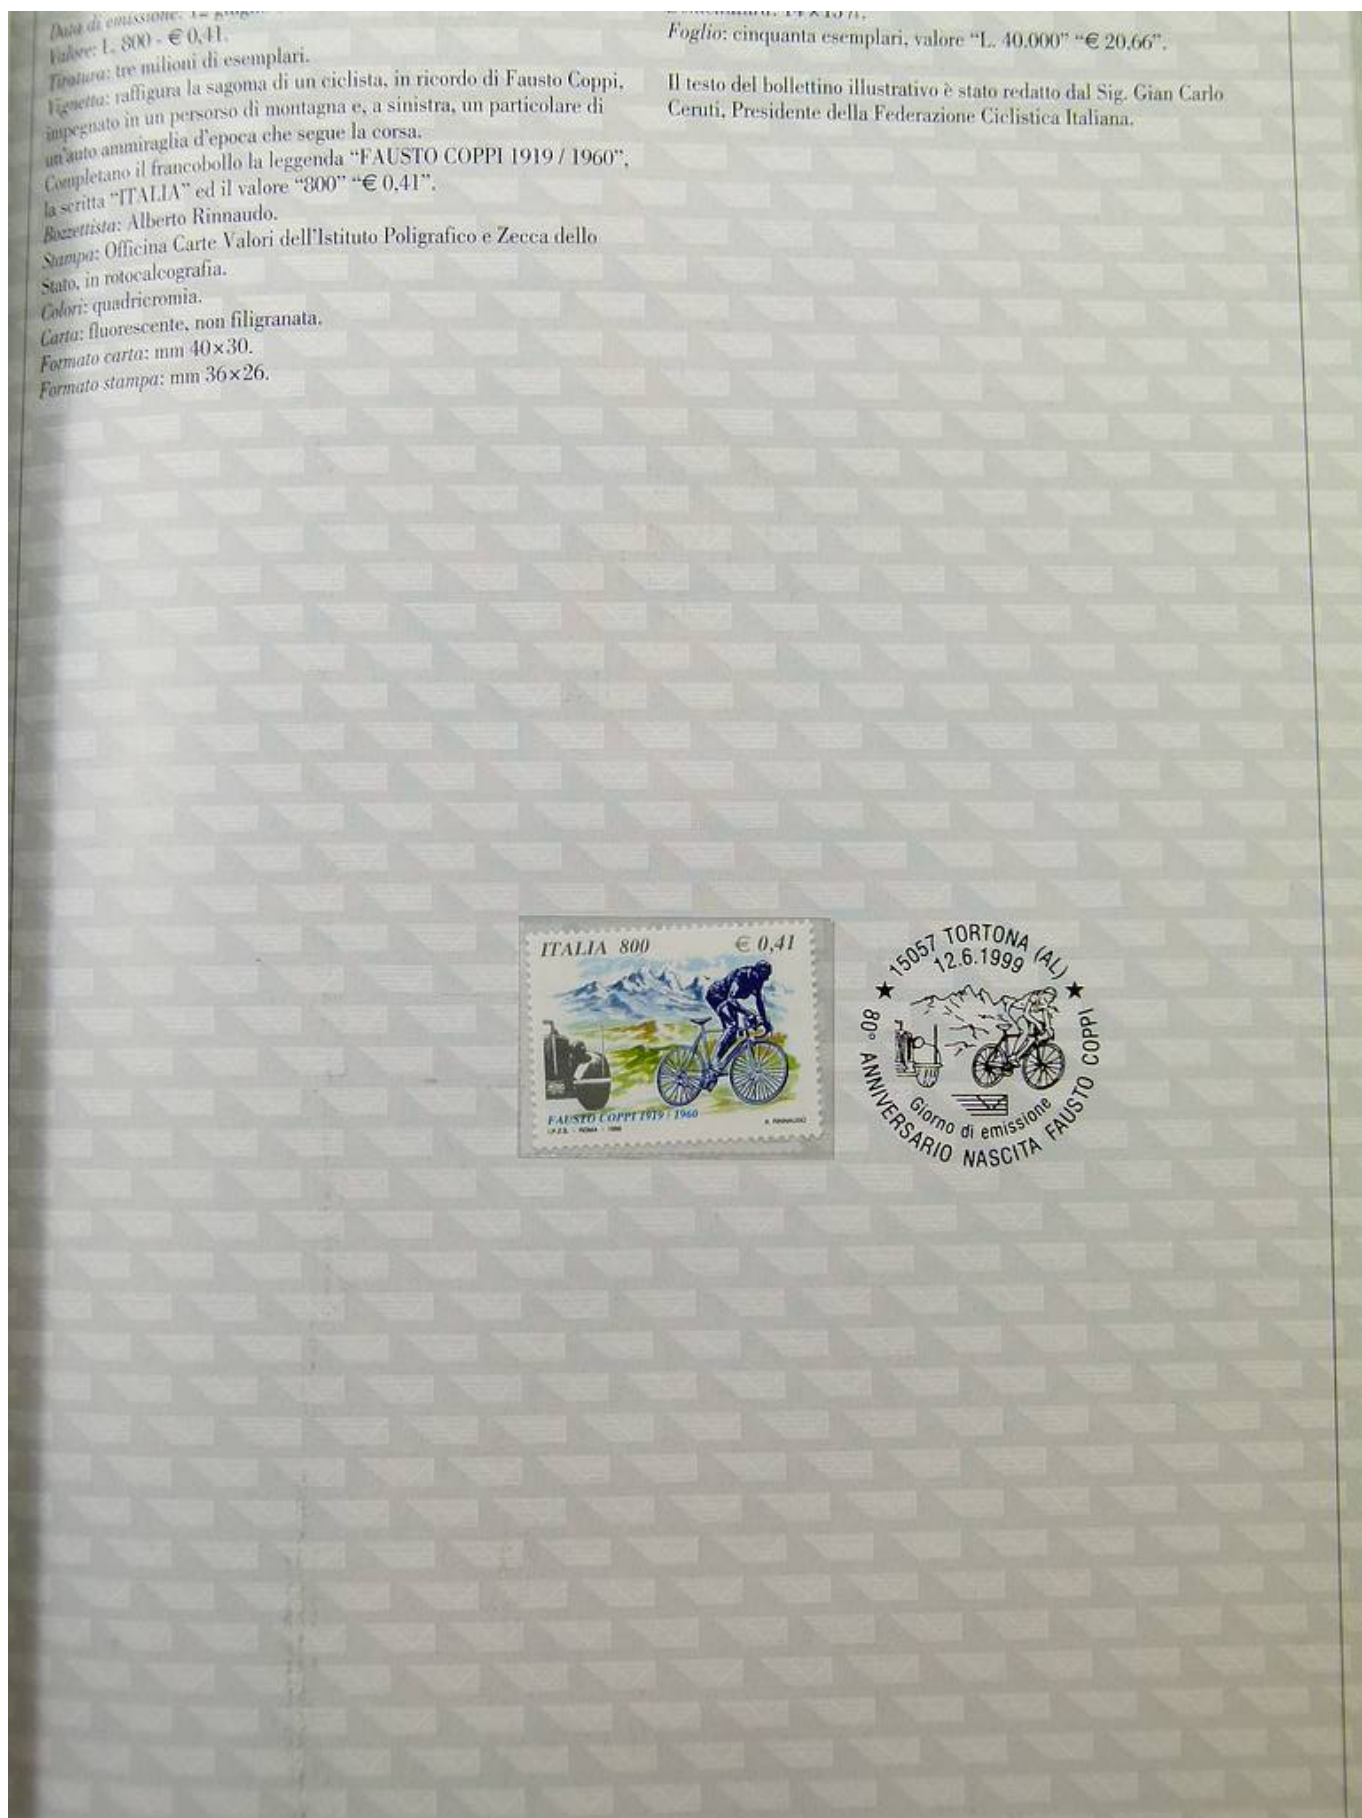 Data di emissione: 12
Valore: L. 800 - € 0,41.
Tiratura: tre milioni di esemplari.
Vignetta: raffigura la sagoma di un ciclista, in ricordo di Fausto Coppi,
impegnato in un persorso di montagna e, a sinistra, un particolare di
un'auto ammiraglia d'epoca che segue la corsa.
Completano il francobollo la leggenda “FAUSTO COPPI 1919 / 1960”,
la scritta “ITALIA” ed il valore “800” “€ 0,41”.
Bozzettista: Alberto Rinnaudo.
Stampa: Officina Carte Valori dell'Istituto Poligrafico e Zecca dello
Stato, in rotocalcografia.
Colori: quadricromia.
Carta: fluorescente, non filigranata.
Formato carta: mm 40×30.
Formato stampa: mm 36×26.
Foglio: cinquanta esemplari, valore “L. 40.000” “€ 20,66”.
Il testo del bollettino illustrativo è stato redatto dal Sig. Gian Carlo
Ceruti, Presidente della Federazione Ciclistica Italiana.
ITALIA 800 € 0,41
FAUSTO COPPI 1919 / 1960
I.P.Z.S. - ROMA - 1999 A. RINNAUDO
15057 TORTONA (AL)
12.6.1999
Giorno di emissione
80° ANNIVERSARIO NASCITA FAUSTO COPPI